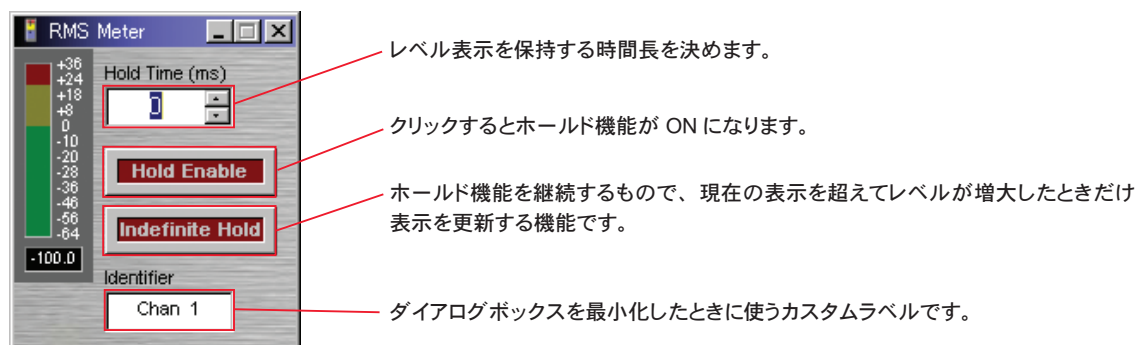 RMS Meter
+36
+24
+18
+8
0
-10
-20
-28
-36
-46
-56
-64
-100.0
Hold Time (ms)
0
Hold Enable
Indefinite Hold
Identifier
Chan 1
レベル表示を保持する時間長を決めます。
クリックするとホールド機能が ON になります。
ホールド機能を継続するもので、現在の表示を超えてレベルが増大したときだけ
表示を更新する機能です。
ダイアログボックスを最小化したときに使うカスタムラベルです。